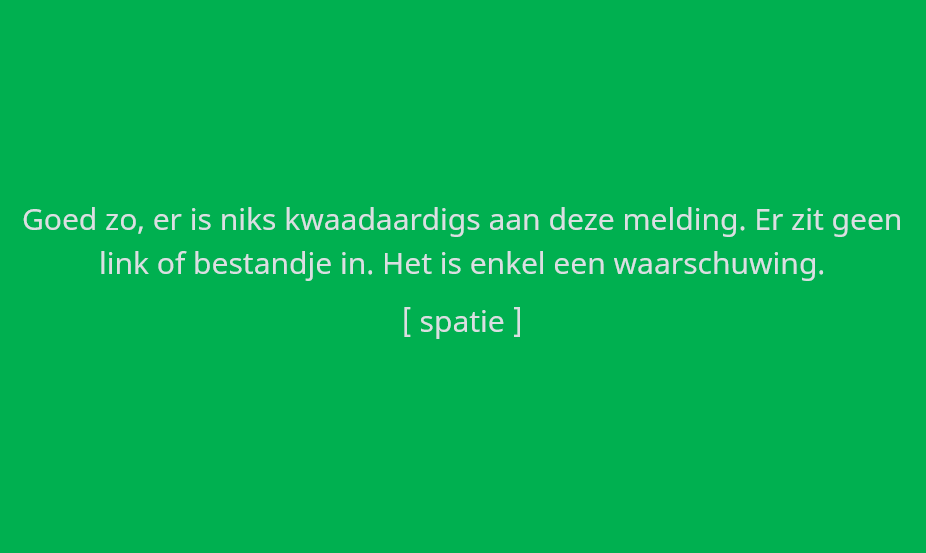 Goed zo, er is niks kwaadaardigs aan deze melding. Er zit geen
link of bestandje in. Het is enkel een waarschuwing.
[ spatie ]